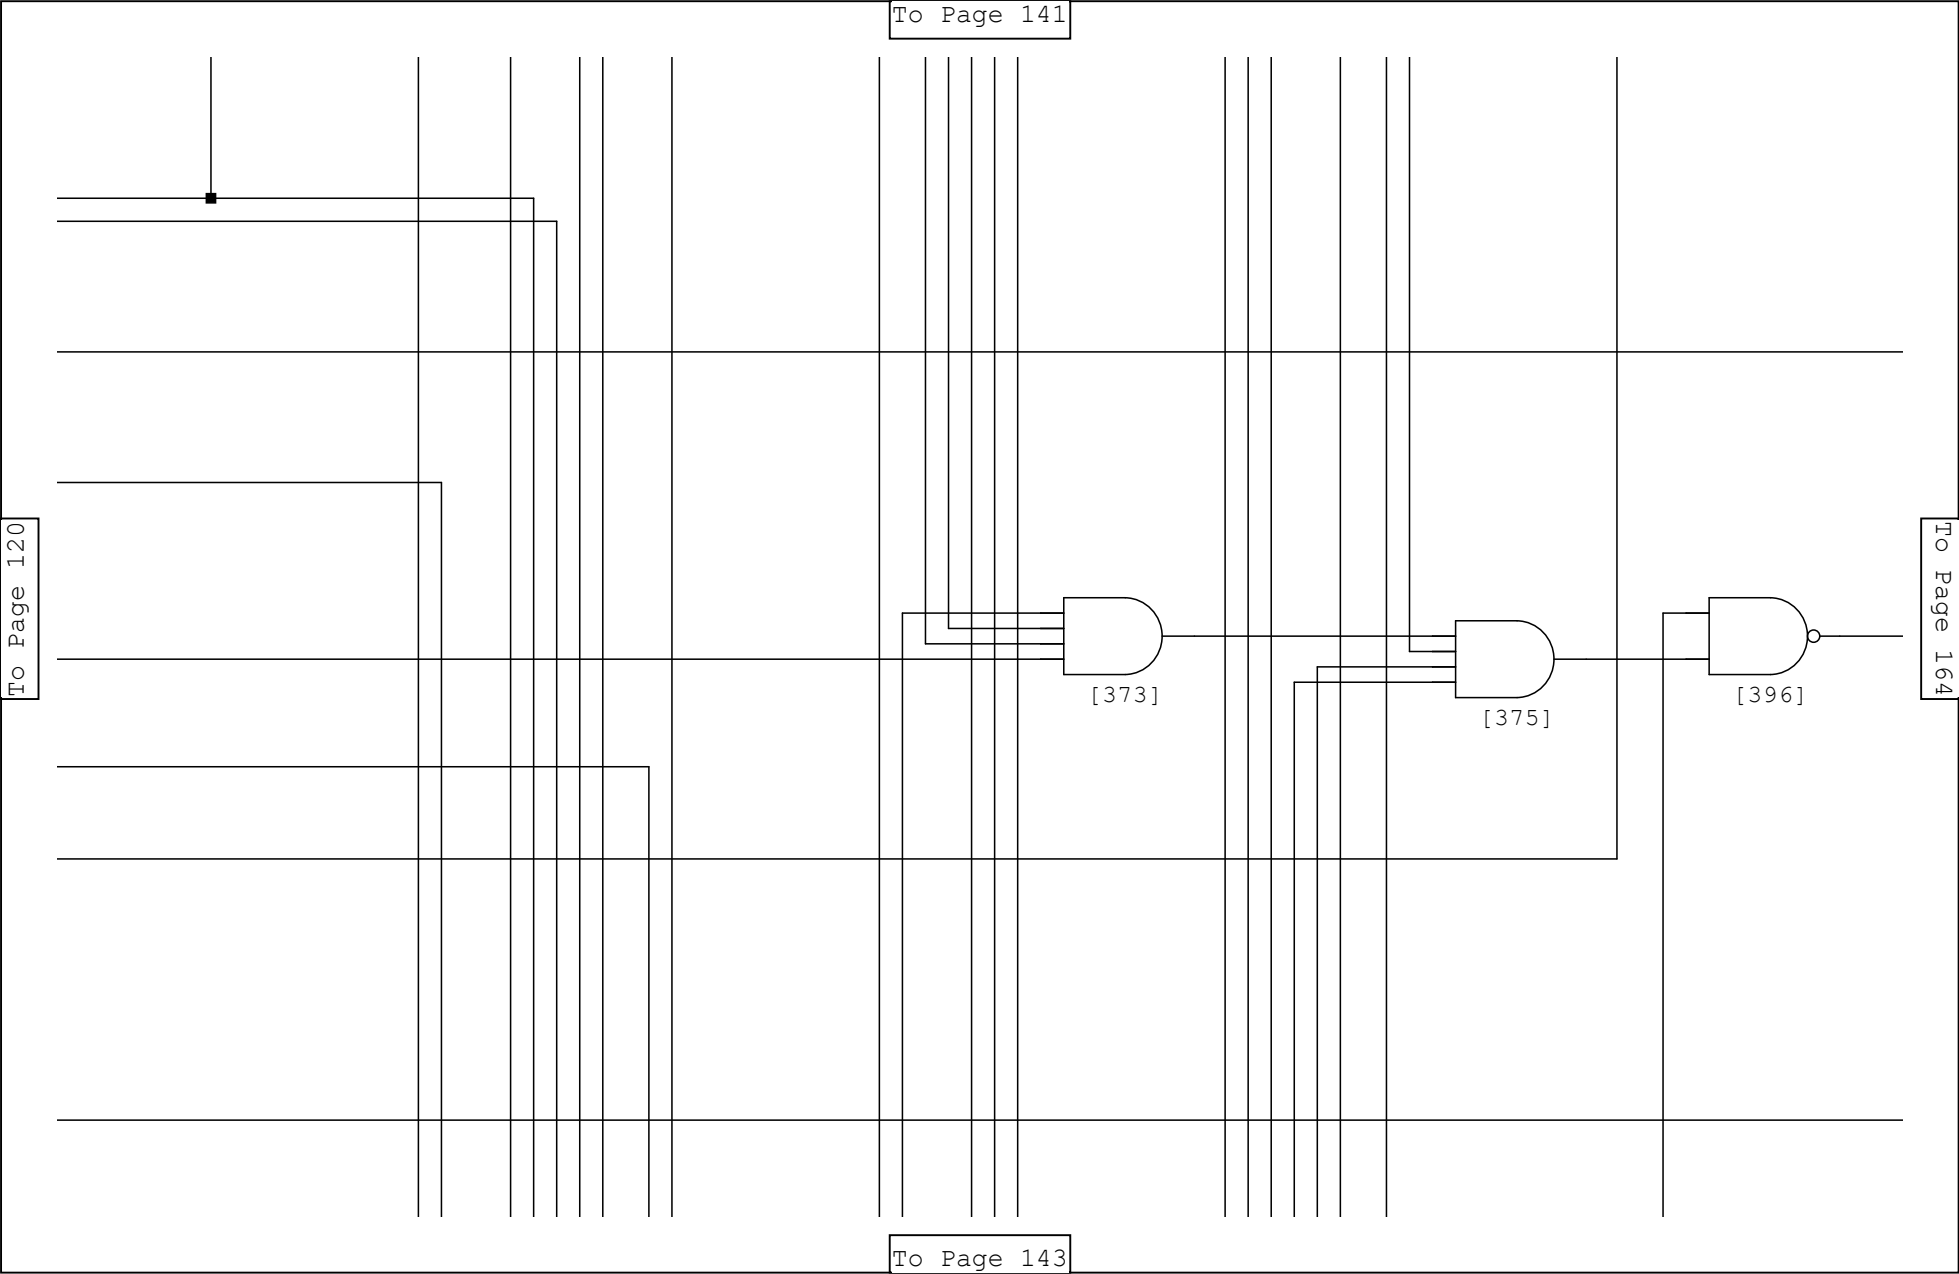 To Page 141
To Page 120
To Page 164
[373]
[396]
[375]
To Page 143